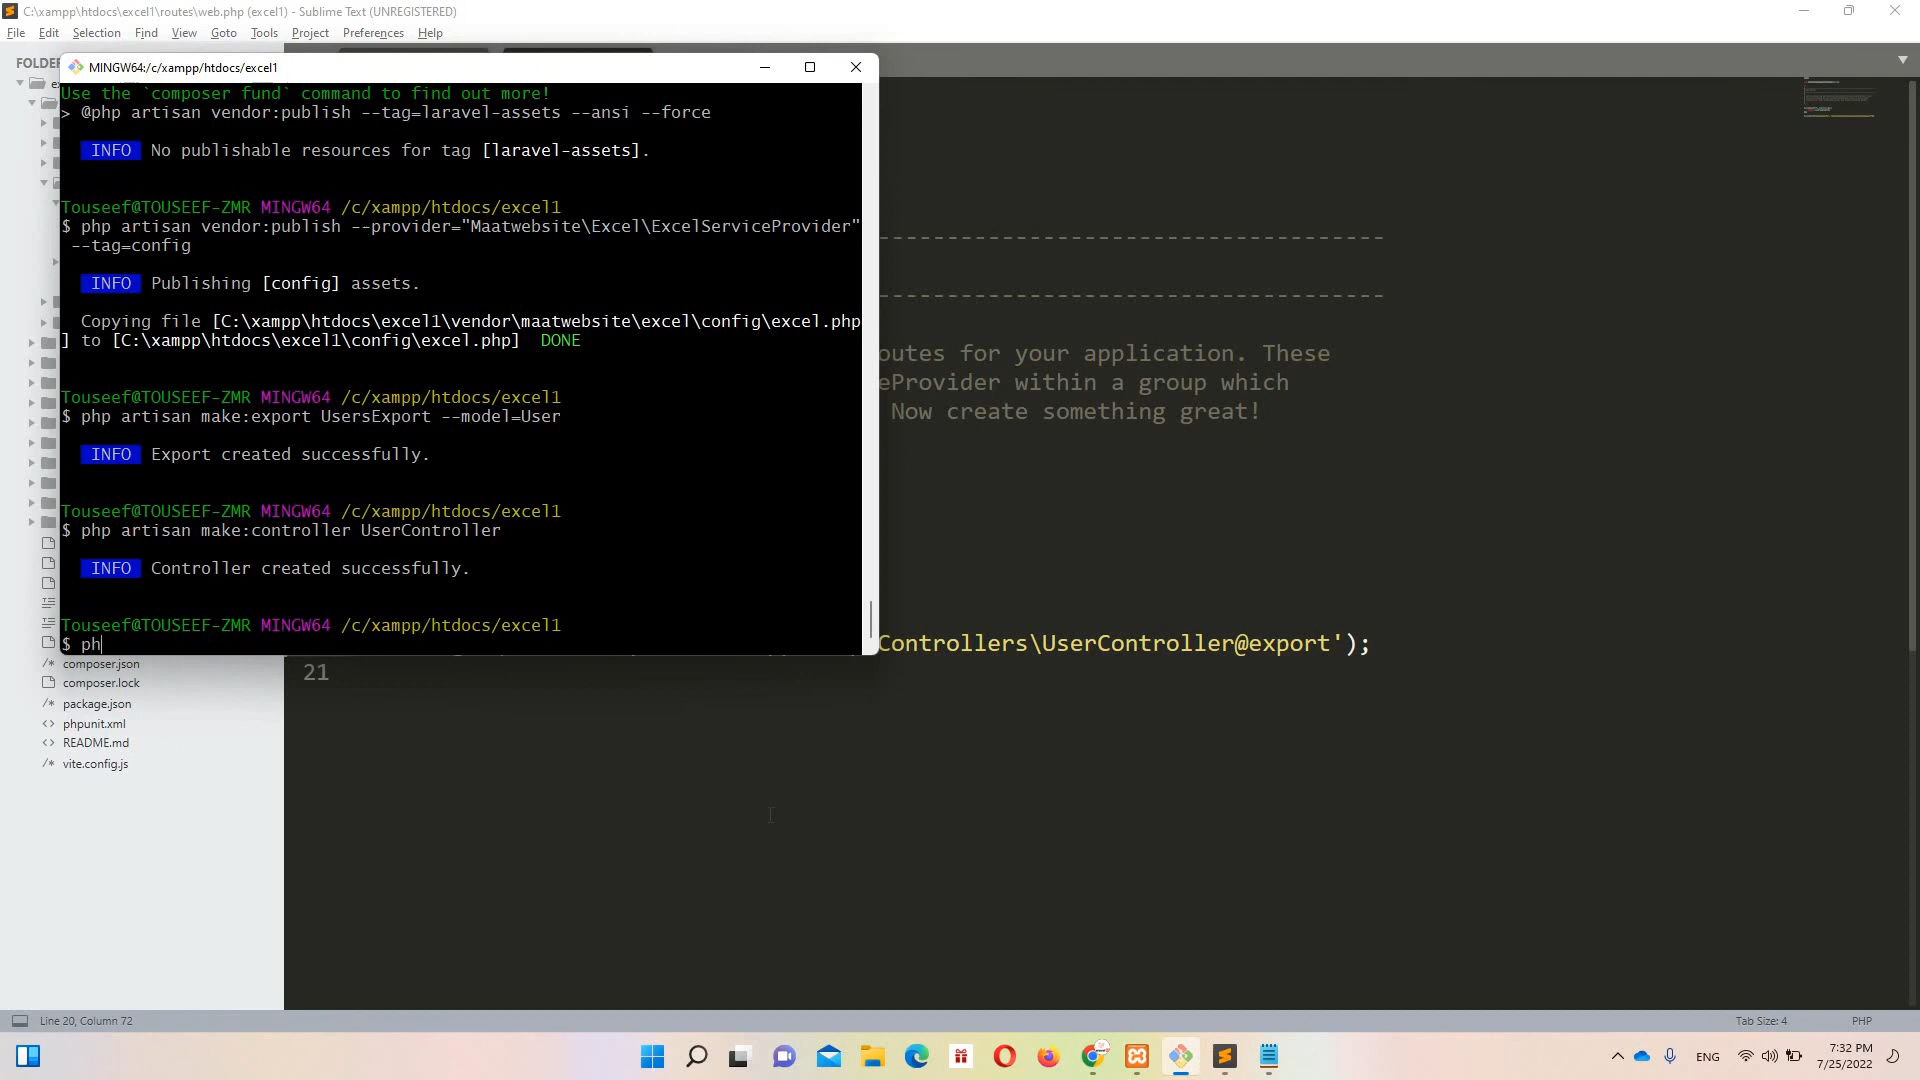 C:\xampp\htdocs\excel1\routes\web.php (excel1) - Sublime Text (UNREGISTERED)
File Edit Selection Find View Goto Tools Project Preferences Help
MINGW64:/c/xampp/htdocs/excel1
Use the `composer fund` command to find out more!
> @php artisan vendor:publish --tag=laravel-assets --ansi --force
INFO No publishable resources for tag [laravel-assets].
Touseef@TOUSEEF-ZMR MINGW64 /c/xampp/htdocs/excel1
$ php artisan vendor:publish --provider="Maatwebsite\Excel\ExcelServiceProvider"
--tag=config
INFO Publishing [config] assets.
Copying file [C:\xampp\htdocs\excel1\vendor\maatwebsite\excel\config\excel.php
] to [C:\xampp\htdocs\excel1\config\excel.php] DONE
Touseef@TOUSEEF-ZMR MINGW64 /c/xampp/htdocs/excel1
$ php artisan make:export UsersExport --model=User
INFO Export created successfully.
Touseef@TOUSEEF-ZMR MINGW64 /c/xampp/htdocs/excel1
$ php artisan make:controller UserController
INFO Controller created successfully.
Touseef@TOUSEEF-ZMR MINGW64 /c/xampp/htdocs/excel1
$ ph
outes for your application. These
eProvider within a group which
Now create something great!
Controllers\UserController@export');
21
composer.json
composer.lock
package.json
phpunit.xml
README.md
vite.config.js
Line 20, Column 72
Tab Size: 4
PHP
ENG
7:32 PM
7/25/2022